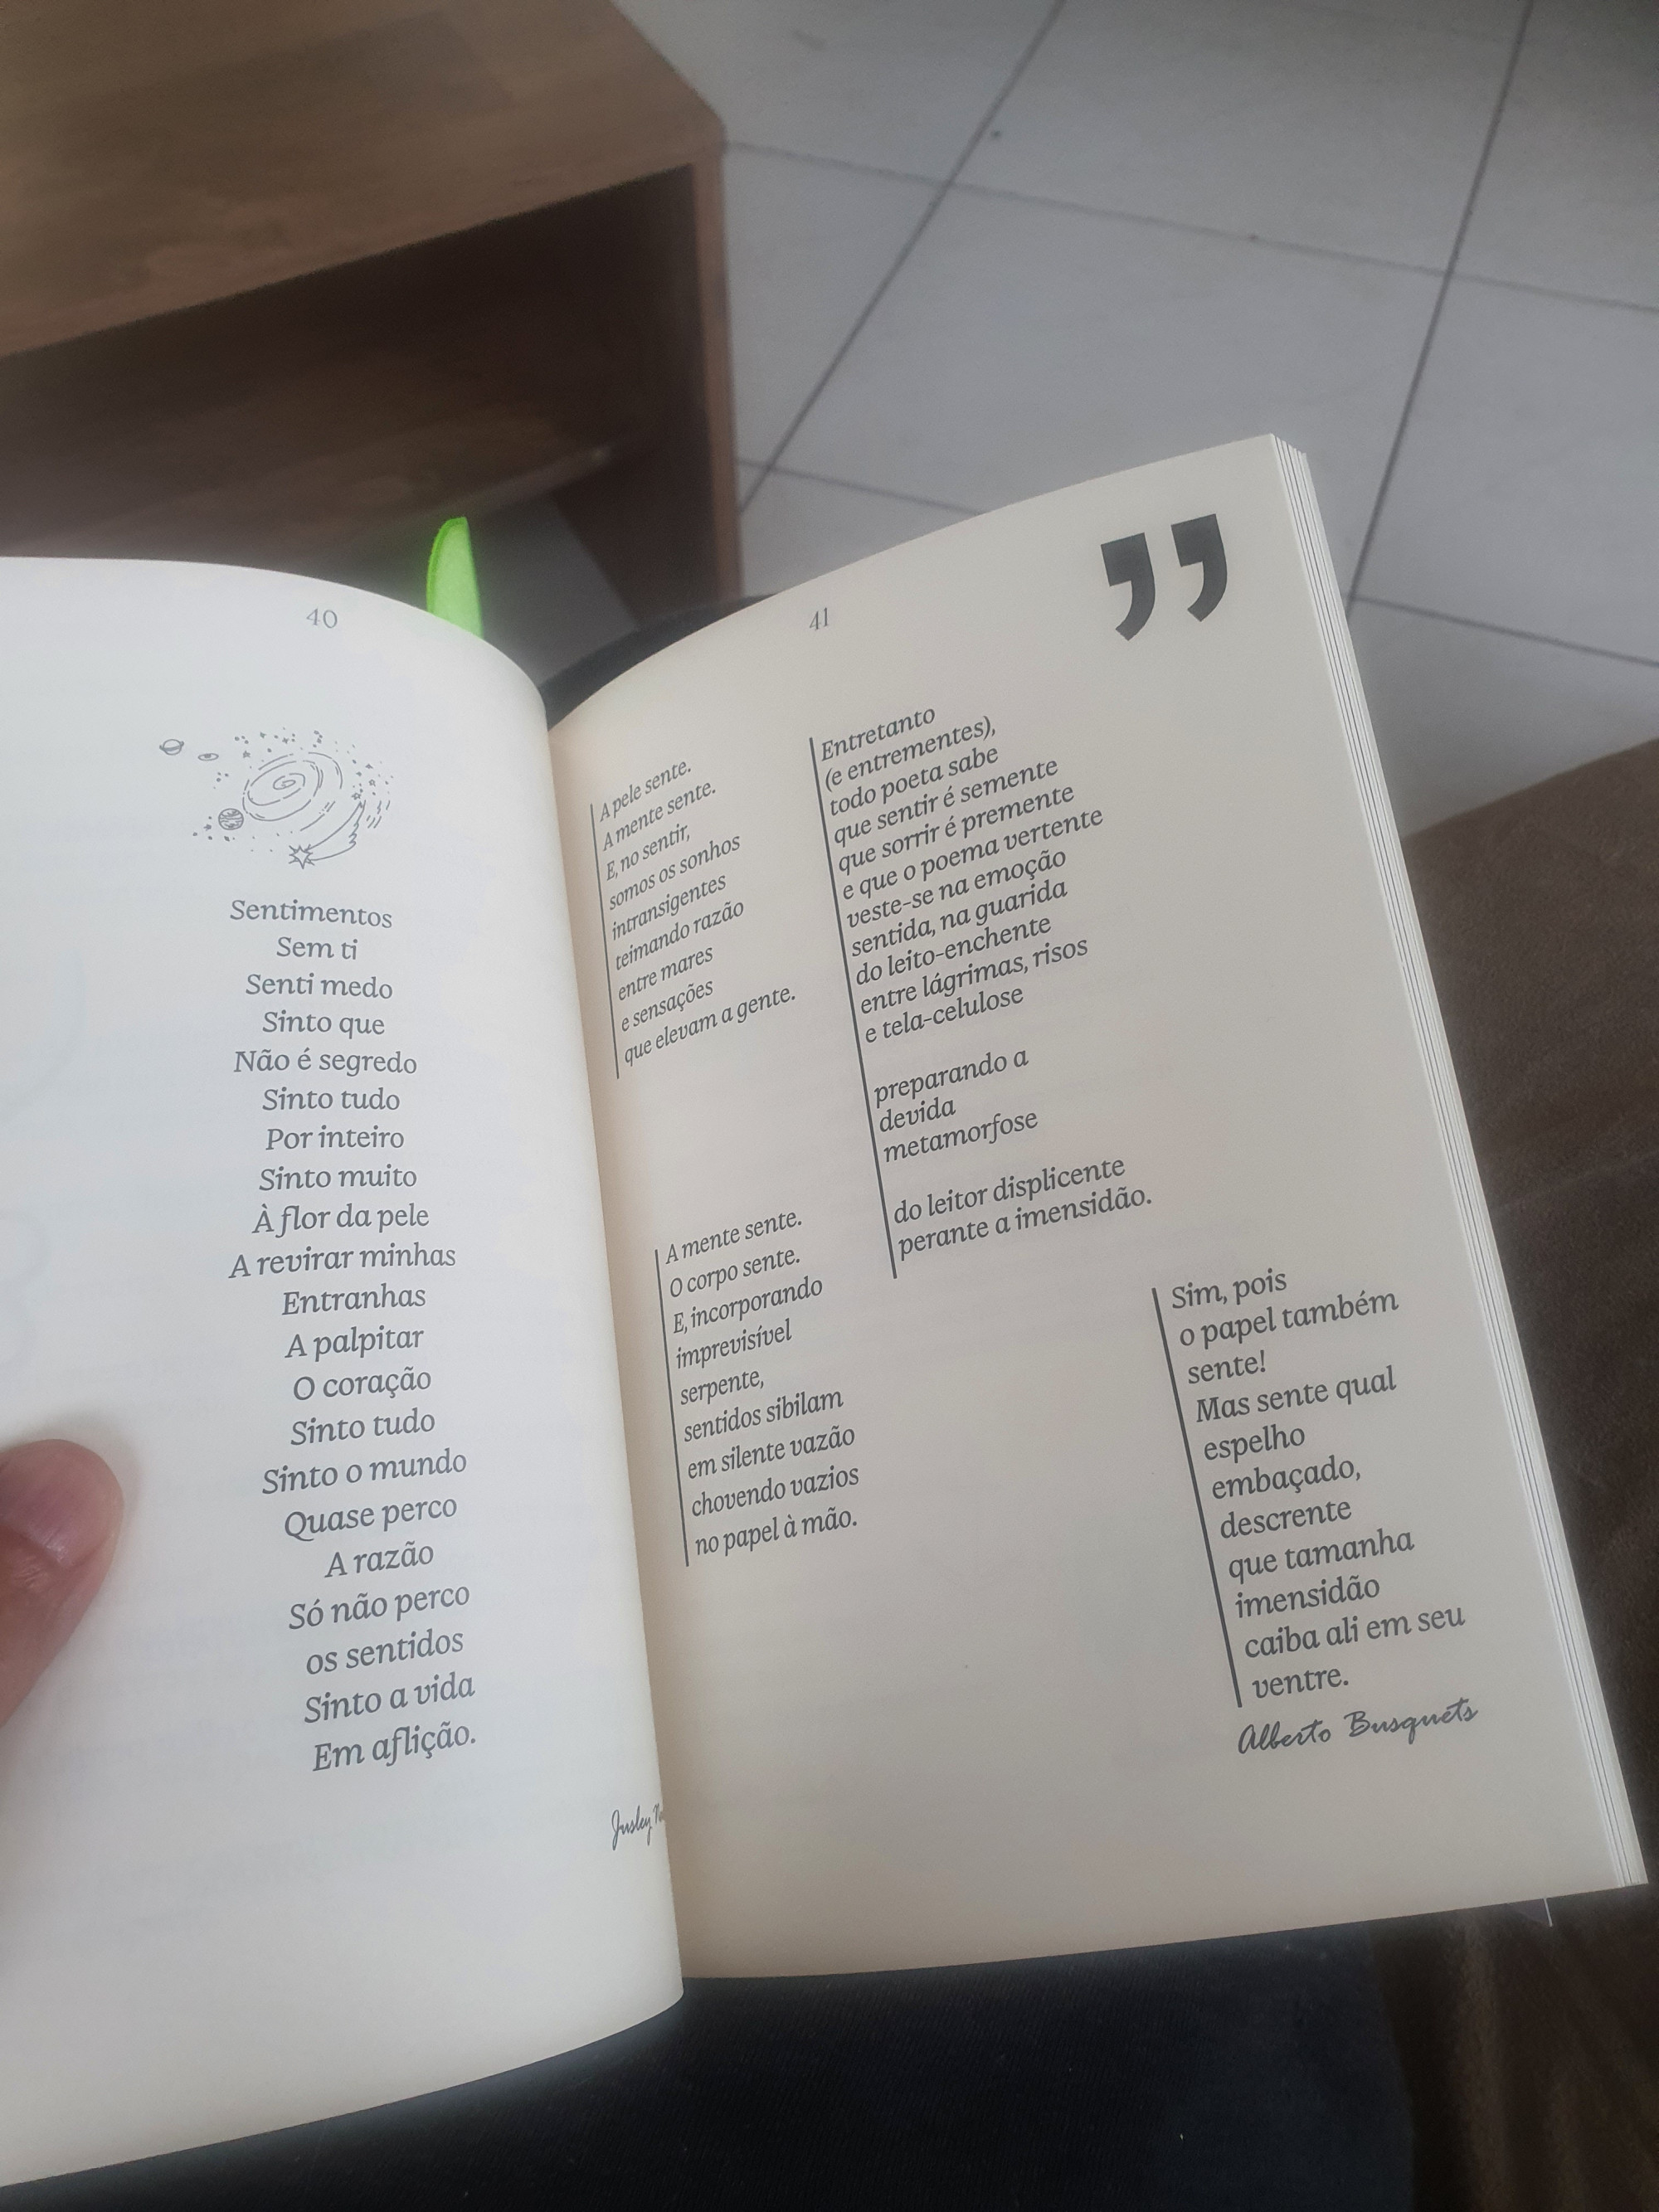 40
Sentimentos
Sem ti
Senti medo
Sinto que
Não é segredo
Sinto tudo
Por inteiro
Sinto muito
À flor da pele
A revirar minhas
Entranhas
A palpitar
O coração
Sinto tudo
Sinto o mundo
Quase perco
A razão
Só não perco
os sentidos
Sinto a vida
Em aflição.
Jusley
41
”
A pele sente.
A mente sente.
E, no sentir,
somos os sonhos
intransigentes
teimando razão
entre mares
e sensações
que elevam a gente.
A mente sente.
O corpo sente.
E, incorporando
imprevisível
serpente,
sentidos sibilam
em silente vazão
chovendo vazios
no papel à mão.
Entretanto
(e entrementes),
todo poeta sabe
que sentir é semente
que sorrir é premente
e que o poema vertente
veste-se na emoção
sentida, na guarida
do leito-enchente
entre lágrimas, risos
e tela-celulose
preparando a
devida
metamorfose
do leitor displicente
perante a imensidão.
Sim, pois
o papel também
sente!
Mas sente qual
espelho
embaçado,
descrente
que tamanha
imensidão
caiba ali em seu
ventre.
Alberto Busquets